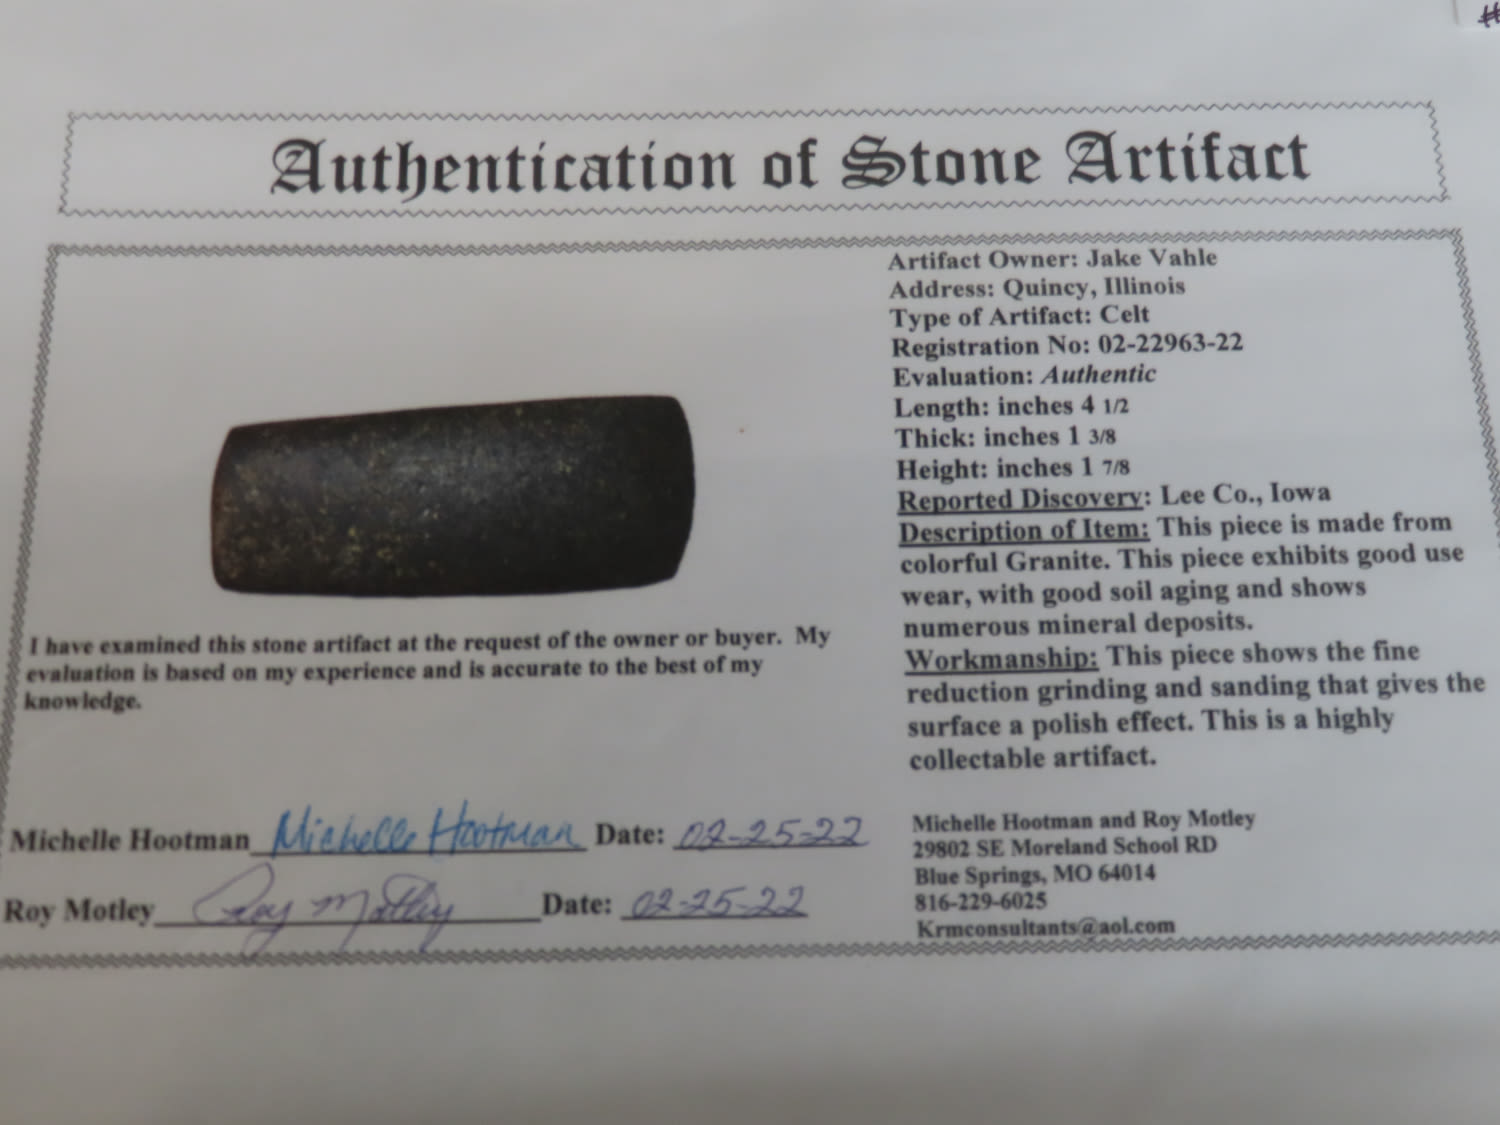 #
Authentication of Stone Artifact
Artifact Owner: Jake Vahle
Address: Quincy, Illinois
Type of Artifact: Celt
Registration No: 02-22963-22
Evaluation: Authentic
Length: inches 4 1/2
Thick: inches 1 3/8
Height: inches 1 7/8
Reported Discovery: Lee Co., Iowa
Description of Item: This piece is made from
colorful Granite. This piece exhibits good use
wear, with good soil aging and shows
numerous mineral deposits.
Workmanship: This piece shows the fine
reduction grinding and sanding that gives the
surface a polish effect. This is a highly
collectable artifact.
I have examined this stone artifact at the request of the owner or buyer. My
evaluation is based on my experience and is accurate to the best of my
knowledge.
Michelle Hootman Michelle Hootman Date: 02-25-22
Roy Motley Roy Motley Date: 02-25-22
Michelle Hootman and Roy Motley
29802 SE Moreland School RD
Blue Springs, MO 64014
816-229-6025
Krmconsultants@aol.com